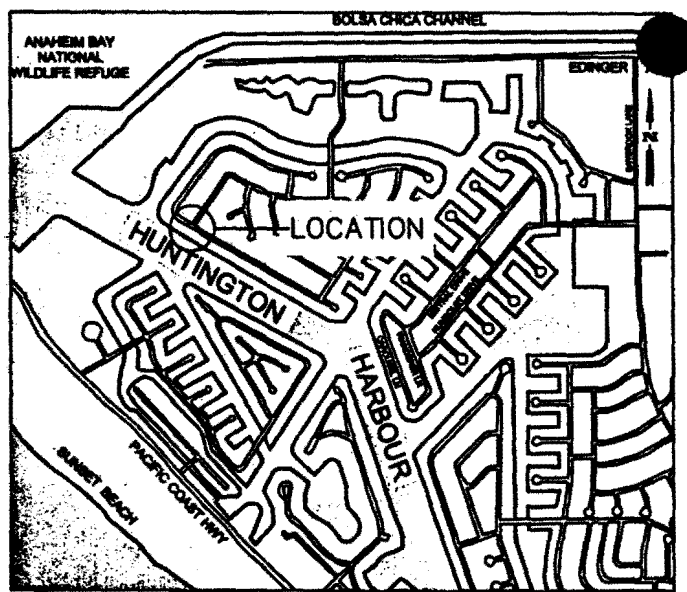 BOLSA CHICA CHANNEL
ANAHEIM BAY
NATIONAL
WILDLIFE REFUGE
EDINGER
N
LOCATION
HUNTINGTON
HARBOUR
PACIFIC COAST HWY
SUNSET BEACH